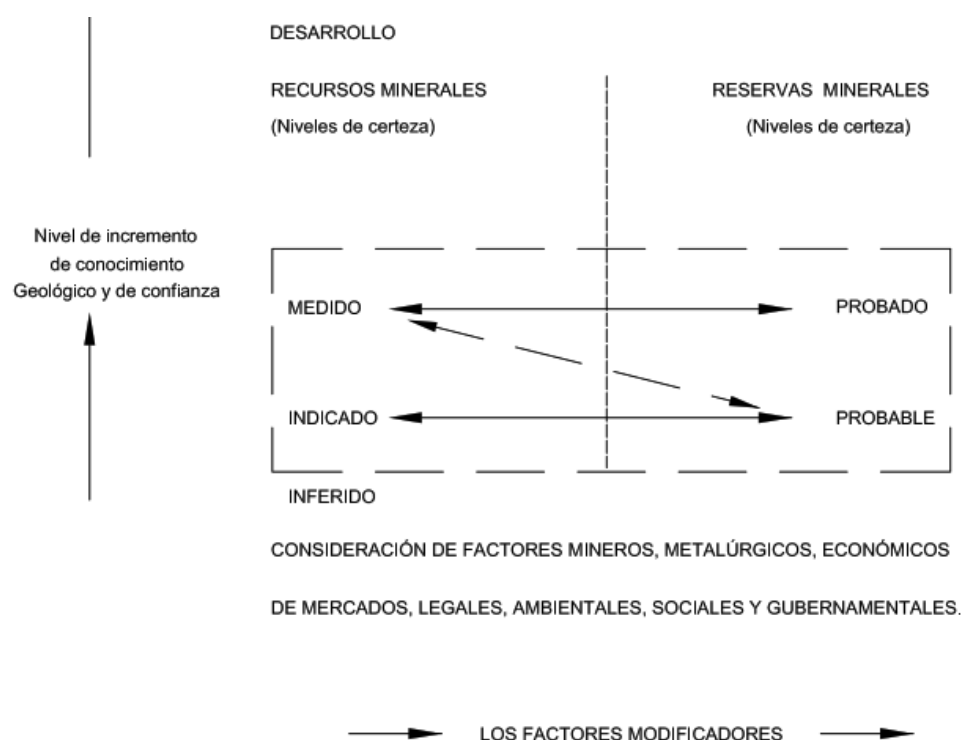 DESARROLLO
RECURSOS MINERALES
(Niveles de certeza)
RESERVAS MINERALES
(Niveles de certeza)
Nivel de incremento
de conocimiento
Geológico y de confianza
MEDIDO
PROBADO
INDICADO
PROBABLE
INFERIDO
CONSIDERACIÓN DE FACTORES MINEROS, METALÚRGICOS, ECONÓMICOS
DE MERCADOS, LEGALES, AMBIENTALES, SOCIALES Y GUBERNAMENTALES.
LOS FACTORES MODIFICADORES